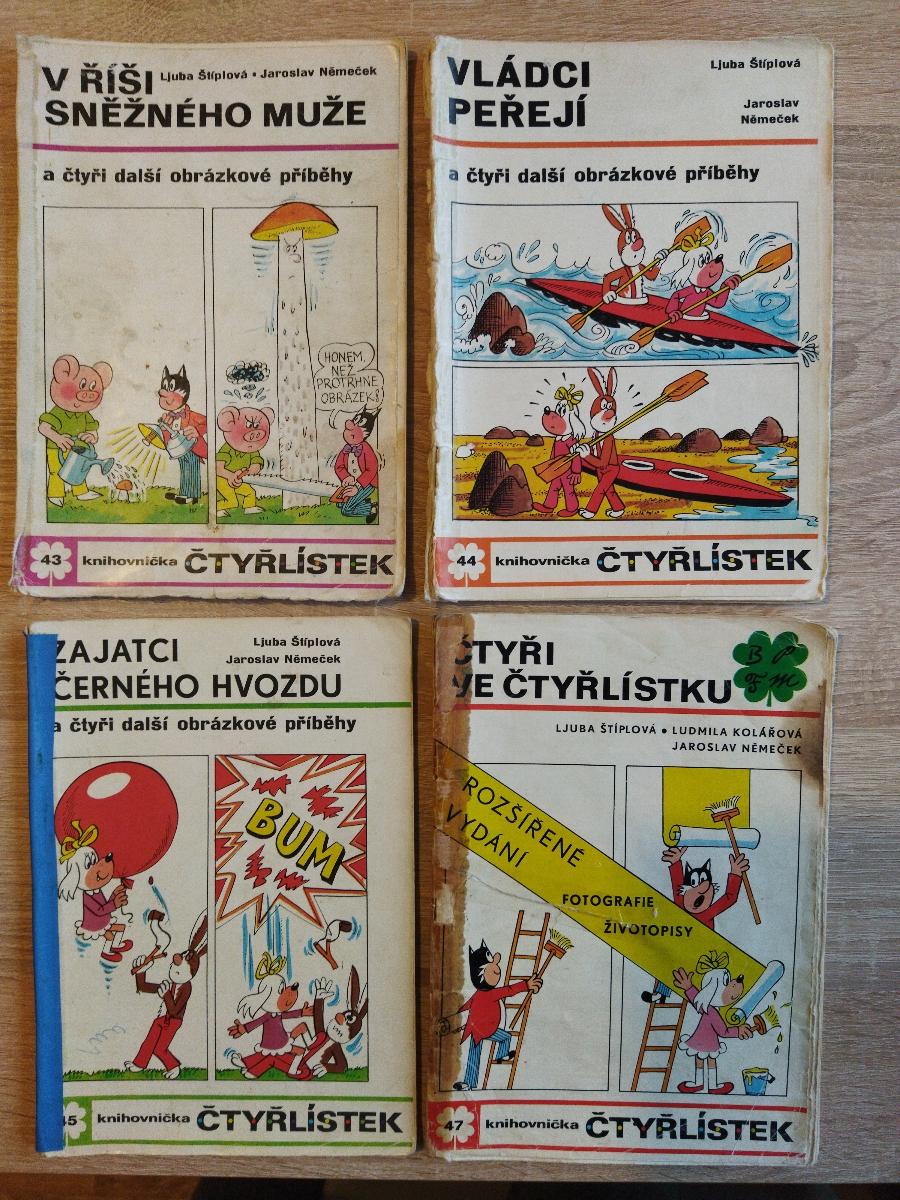 V ŘÍŠI
Ljuba Štíplová • Jaroslav Němeček
SNĚŽNÉHO MUŽE
a čtyři další obrázkové příběhy
HONEM,
NEŽ
PROTRHNE
OBRÁZEK!
43 knihovnička ČTYŘLÍSTEK
VLÁDCI
PEŘEJÍ
Ljuba Štíplová
Jaroslav
Němeček
a čtyři další obrázkové příběhy
44 knihovnička ČTYŘLÍSTEK
ZAJATCI
Ljuba Štíplová
Jaroslav Němeček
ČERNÉHO HVOZDU
a čtyři další obrázkové příběhy
BUM
45 knihovnička ČTYŘLÍSTEK
ČTYŘI
VE ČTYŘLÍSTKU
B P
F M
LJUBA ŠTÍPLOVÁ • LUDMILA KOLÁŘOVÁ
JAROSLAV NĚMEČEK
ROZŠÍŘENÉ
VYDÁNÍ
FOTOGRAFIE
ŽIVOTOPISY
47 knihovnička ČTYŘLÍSTEK